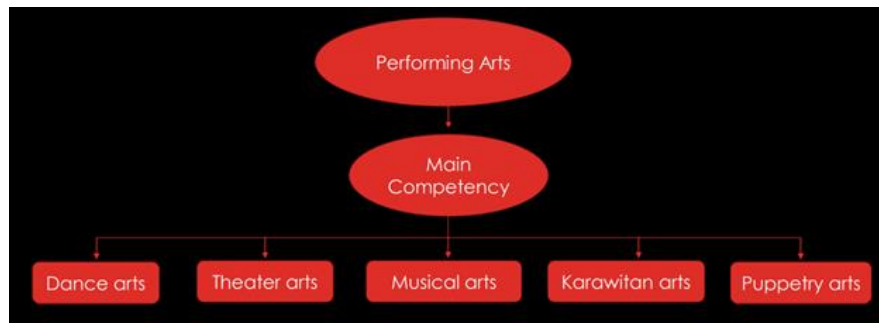 Performing Arts
Main
Competency
Dance arts
Theater arts
Musical arts
Karawitan arts
Puppetry arts